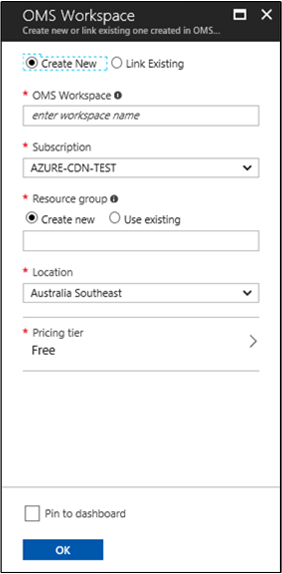 OMS Workspace
Create new or link existing one created in OMS...
Create New Link Existing
* OMS Workspace
enter workspace name
* Subscription
AZURE-CDN-TEST
* Resource group
Create new Use existing
* Location
Australia Southeast
* Pricing tier
Free
Pin to dashboard
OK